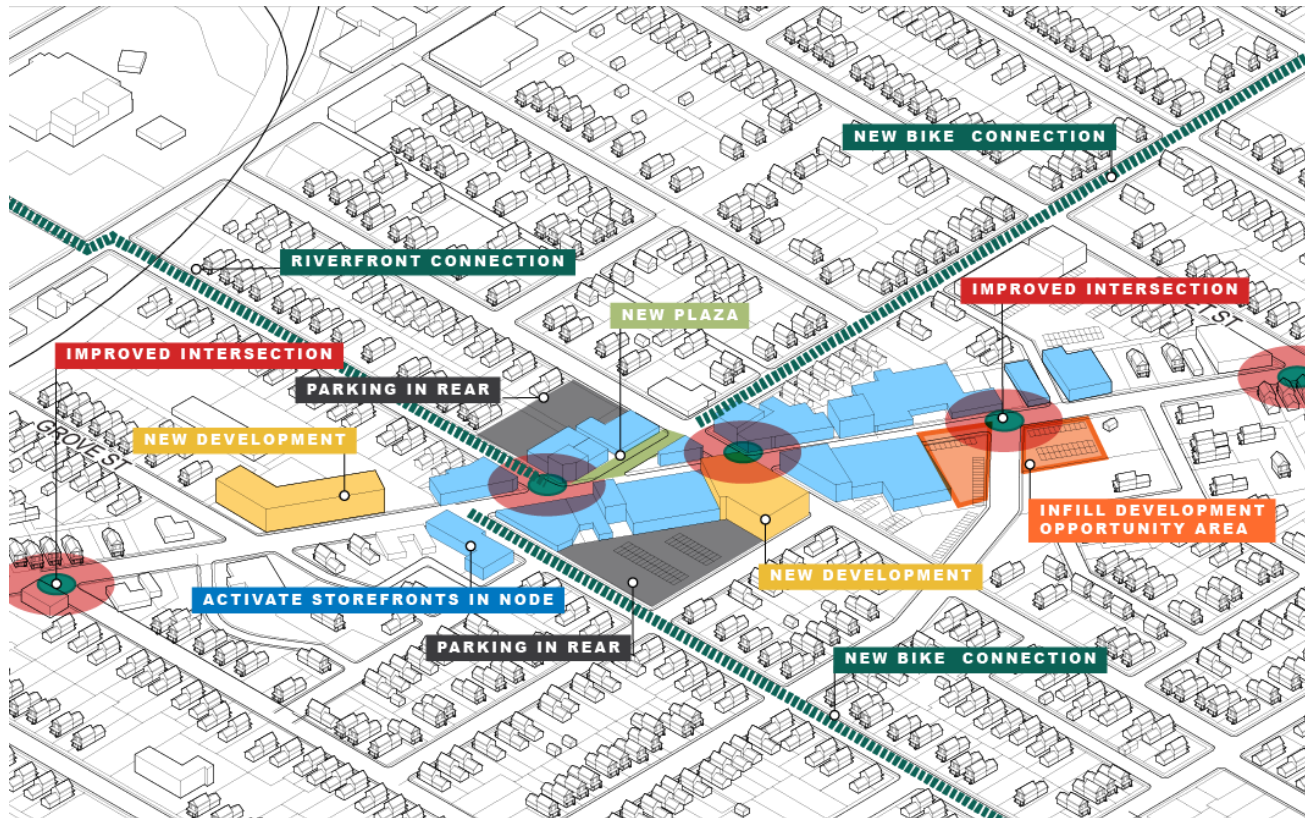 NEW BIKE CONNECTION
RIVERFRONT CONNECTION
IMPROVED INTERSECTION
NEW PLAZA
ST
IMPROVED INTERSECTION
PARKING IN REAR
NEW DEVELOPMENT
GROVE ST
INFILL DEVELOPMENT
OPPORTUNITY AREA
NEW DEVELOPMENT
ACTIVATE STOREFRONTS IN NODE
PARKING IN REAR
NEW BIKE CONNECTION